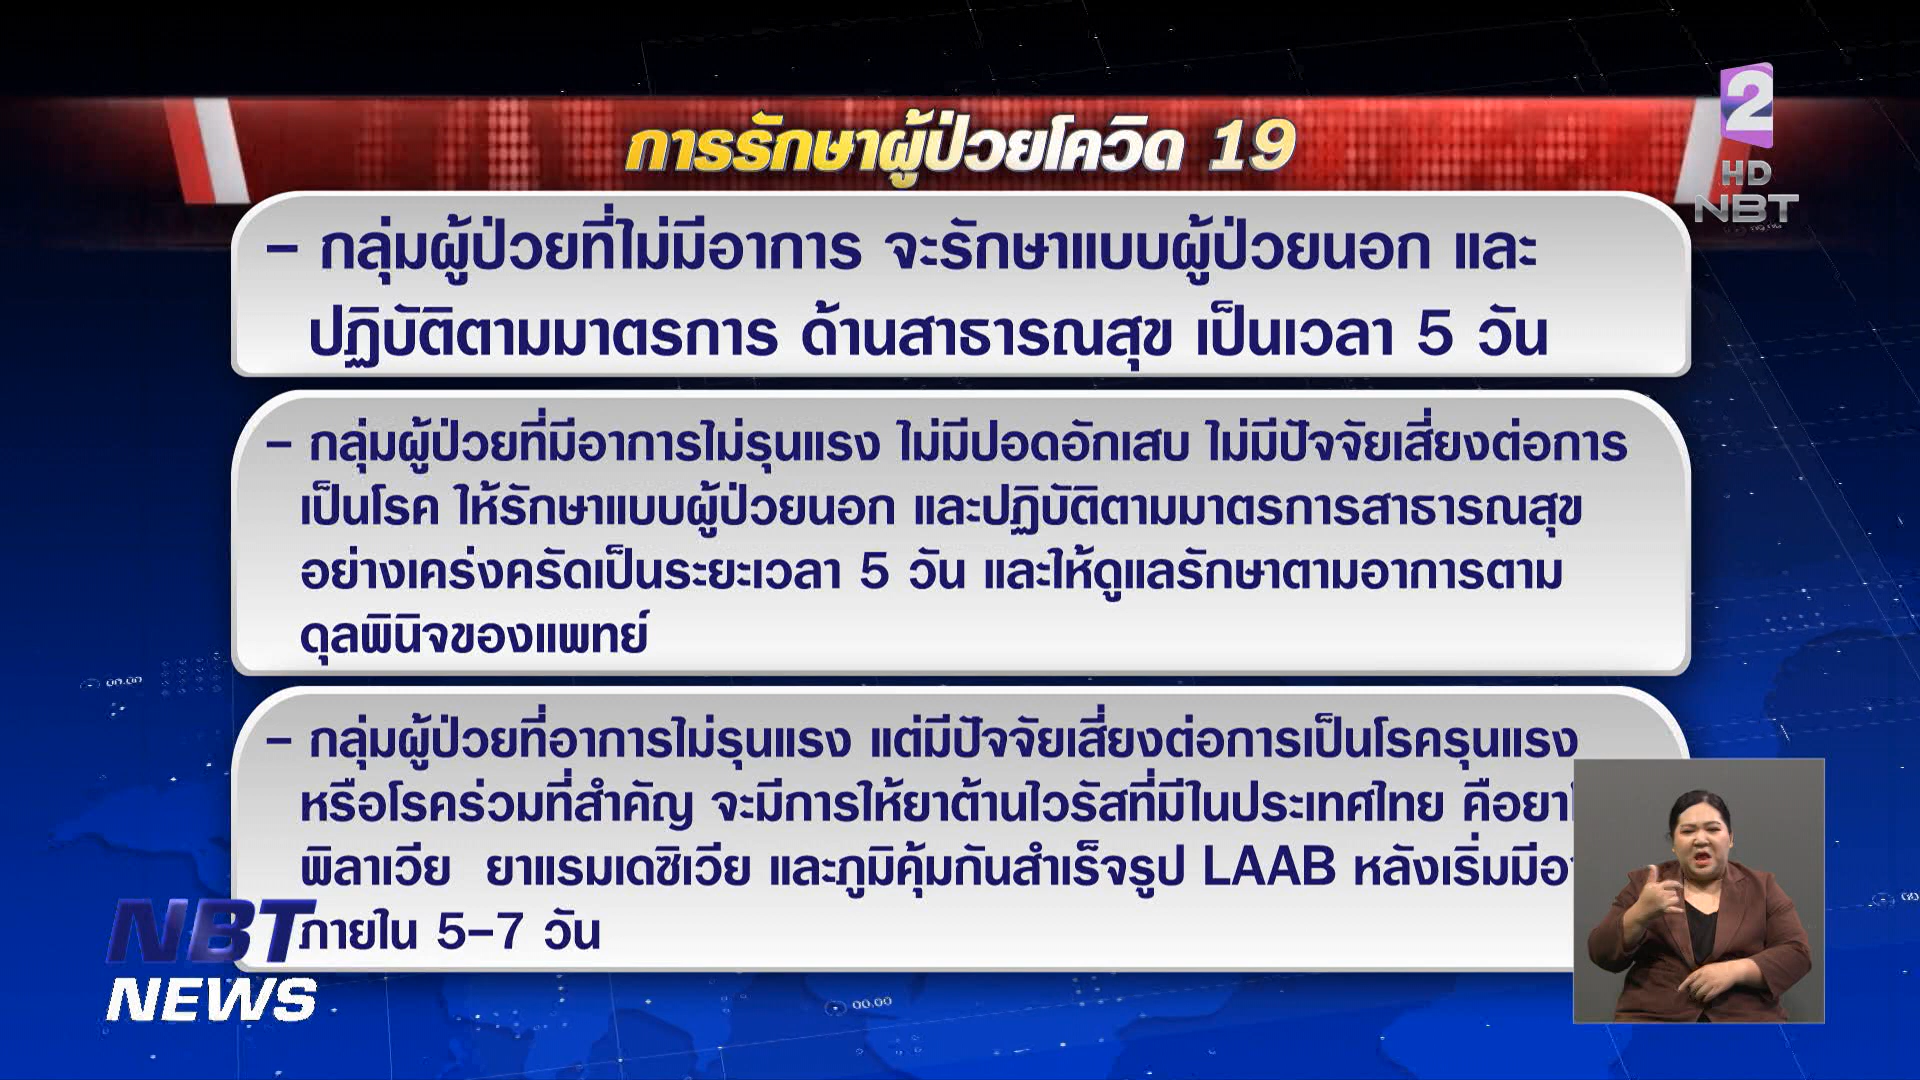 การรักษาผู้ป่วยโควิด 19
2
HD
NBT
– กลุ่มผู้ป่วยที่ไม่มีอาการ จะรักษาแบบผู้ป่วยนอก และ
ปฏิบัติตามมาตรการ ด้านสาธารณสุข เป็นเวลา 5 วัน
– กลุ่มผู้ป่วยที่มีอาการไม่รุนแรง ไม่มีปอดอักเสบ ไม่มีปัจจัยเสี่ยงต่อการ
เป็นโรค ให้รักษาแบบผู้ป่วยนอก และปฏิบัติตามมาตรการสาธารณสุข
อย่างเคร่งครัดเป็นระยะเวลา 5 วัน และให้ดูแลรักษาตามอาการตาม
ดุลพินิจของแพทย์
– กลุ่มผู้ป่วยที่อาการไม่รุนแรง แต่มีปัจจัยเสี่ยงต่อการเป็นโรครุนแรง
หรือโรคร่วมที่สำคัญ จะมีการให้ยาต้านไวรัสที่มีในประเทศไทย คือยา
พิลาเวีย ยาแรมเดซิเวีย และภูมิคุ้มกันสำเร็จรูป LAAB หลังเริ่มมี
ภายใน 5–7 วัน
NBT
NEWS
00.00
00.00